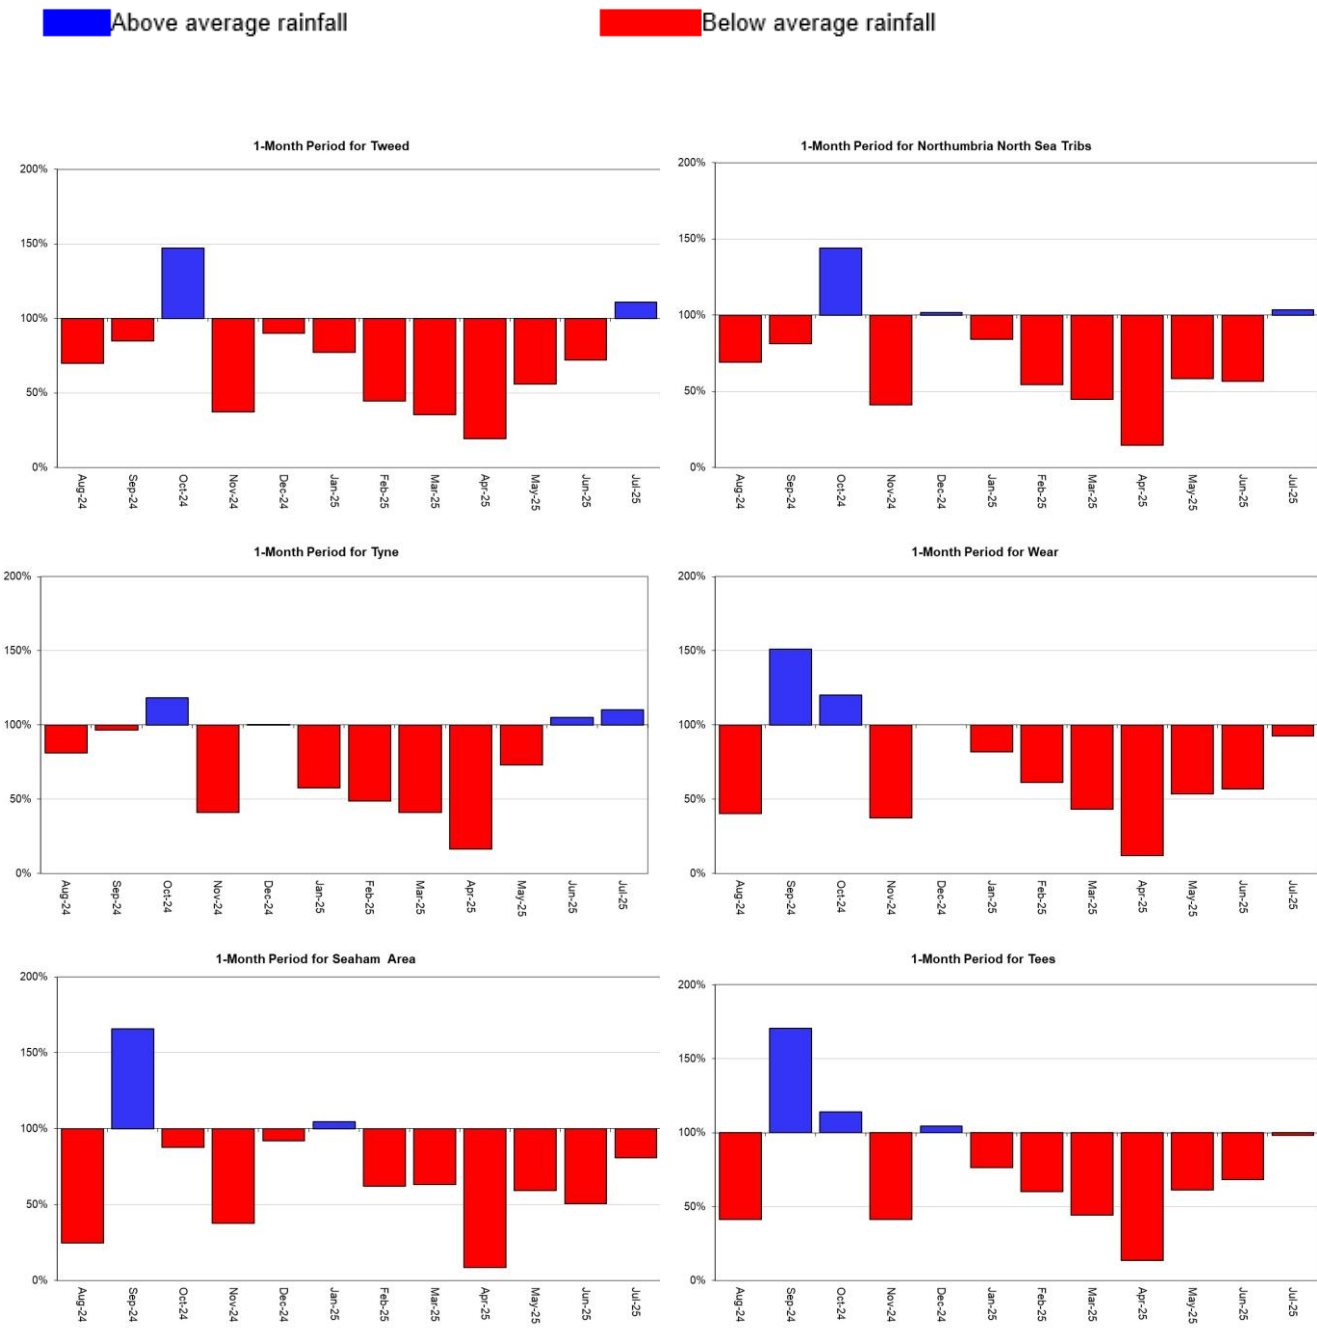 Above average rainfall
Below average rainfall
1-Month Period for Tweed
200%
150%
100%
50%
0%
Aug-24 Sep-24 Oct-24 Nov-24 Dec-24 Jan-25 Feb-25 Mar-25 Apr-25 May-25 Jun-25 Jul-25
1-Month Period for Northumbria North Sea Tribs
200%
150%
100%
50%
0%
Aug-24 Sep-24 Oct-24 Nov-24 Dec-24 Jan-25 Feb-25 Mar-25 Apr-25 May-25 Jun-25 Jul-25
1-Month Period for Tyne
200%
150%
100%
50%
0%
Aug-24 Sep-24 Oct-24 Nov-24 Dec-24 Jan-25 Feb-25 Mar-25 Apr-25 May-25 Jun-25 Jul-25
1-Month Period for Wear
200%
150%
100%
50%
0%
Aug-24 Sep-24 Oct-24 Nov-24 Dec-24 Jan-25 Feb-25 Mar-25 Apr-25 May-25 Jun-25 Jul-25
1-Month Period for Seaham Area
200%
150%
100%
50%
0%
Aug-24 Sep-24 Oct-24 Nov-24 Dec-24 Jan-25 Feb-25 Mar-25 Apr-25 May-25 Jun-25 Jul-25
1-Month Period for Tees
200%
150%
100%
50%
0%
Aug-24 Sep-24 Oct-24 Nov-24 Dec-24 Jan-25 Feb-25 Mar-25 Apr-25 May-25 Jun-25 Jul-25